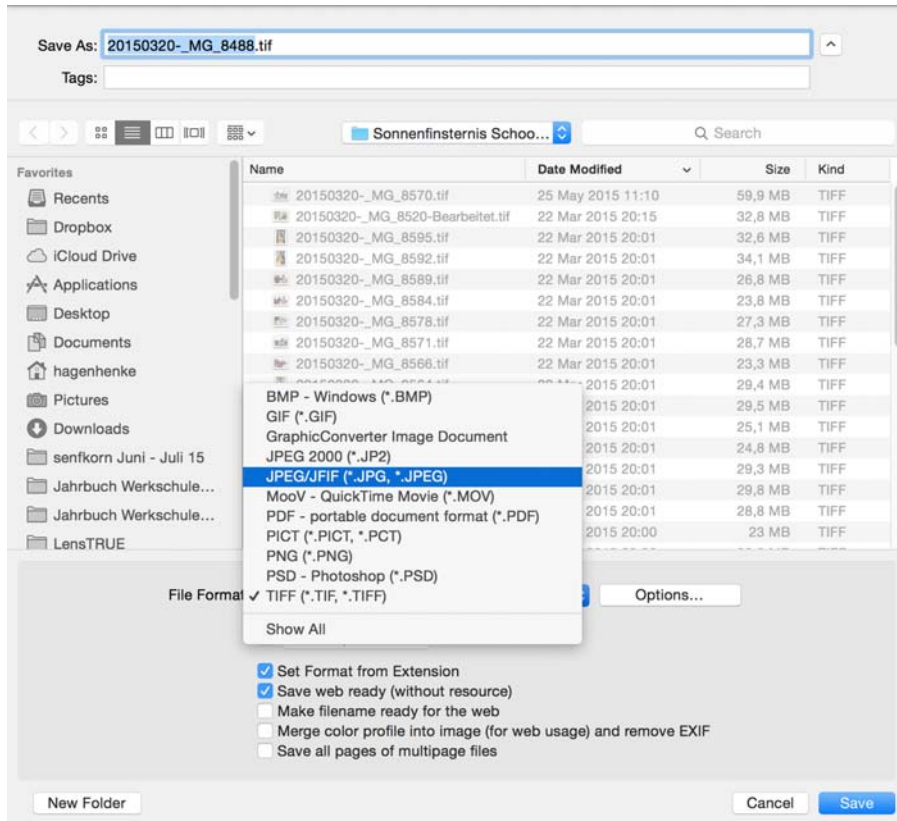 Save As: 20150320-_MG_8488.tif
Tags:
Sonnenfinsternis Schoo...
Search
Favorites
Recents
Dropbox
iCloud Drive
Applications
Desktop
Documents
hagenhenke
Pictures
Downloads
senfkorn Juni - Juli 15
Jahrbuch Werkschule...
Jahrbuch Werkschule...
LensTRUE
Name Date Modified Size Kind
20150320-_MG_8570.tif 25 May 2015 11:10 59,9 MB TIFF
20150320-_MG_8520-Bearbeitet.tif 22 Mar 2015 20:15 32,8 MB TIFF
20150320-_MG_8595.tif 22 Mar 2015 20:01 32,6 MB TIFF
20150320-_MG_8592.tif 22 Mar 2015 20:01 34,1 MB TIFF
20150320-_MG_8589.tif 22 Mar 2015 20:01 26,8 MB TIFF
20150320-_MG_8584.tif 22 Mar 2015 20:01 23,8 MB TIFF
20150320-_MG_8578.tif 22 Mar 2015 20:01 27,3 MB TIFF
20150320-_MG_8571.tif 22 Mar 2015 20:01 28,7 MB TIFF
20150320-_MG_8566.tif 22 Mar 2015 20:01 23,3 MB TIFF
2015 20:01 29,4 MB TIFF
2015 20:01 29,5 MB TIFF
2015 20:01 25,1 MB TIFF
2015 20:01 24,8 MB TIFF
2015 20:01 29,3 MB TIFF
2015 20:01 29,8 MB TIFF
2015 20:01 28,8 MB TIFF
2015 20:00 23 MB TIFF
BMP - Windows (*.BMP)
GIF (*.GIF)
GraphicConverter Image Document
JPEG 2000 (*.JP2)
JPEG/JFIF (*.JPG, *.JPEG)
MooV - QuickTime Movie (*.MOV)
PDF - portable document format (*.PDF)
PICT (*.PICT, *.PCT)
PNG (*.PNG)
PSD - Photoshop (*.PSD)
File Format ✓ TIFF (*.TIF, *.TIFF) Options...
Show All
Set Format from Extension
Save web ready (without resource)
Make filename ready for the web
Merge color profile into image (for web usage) and remove EXIF
Save all pages of multipage files
New Folder Cancel Save